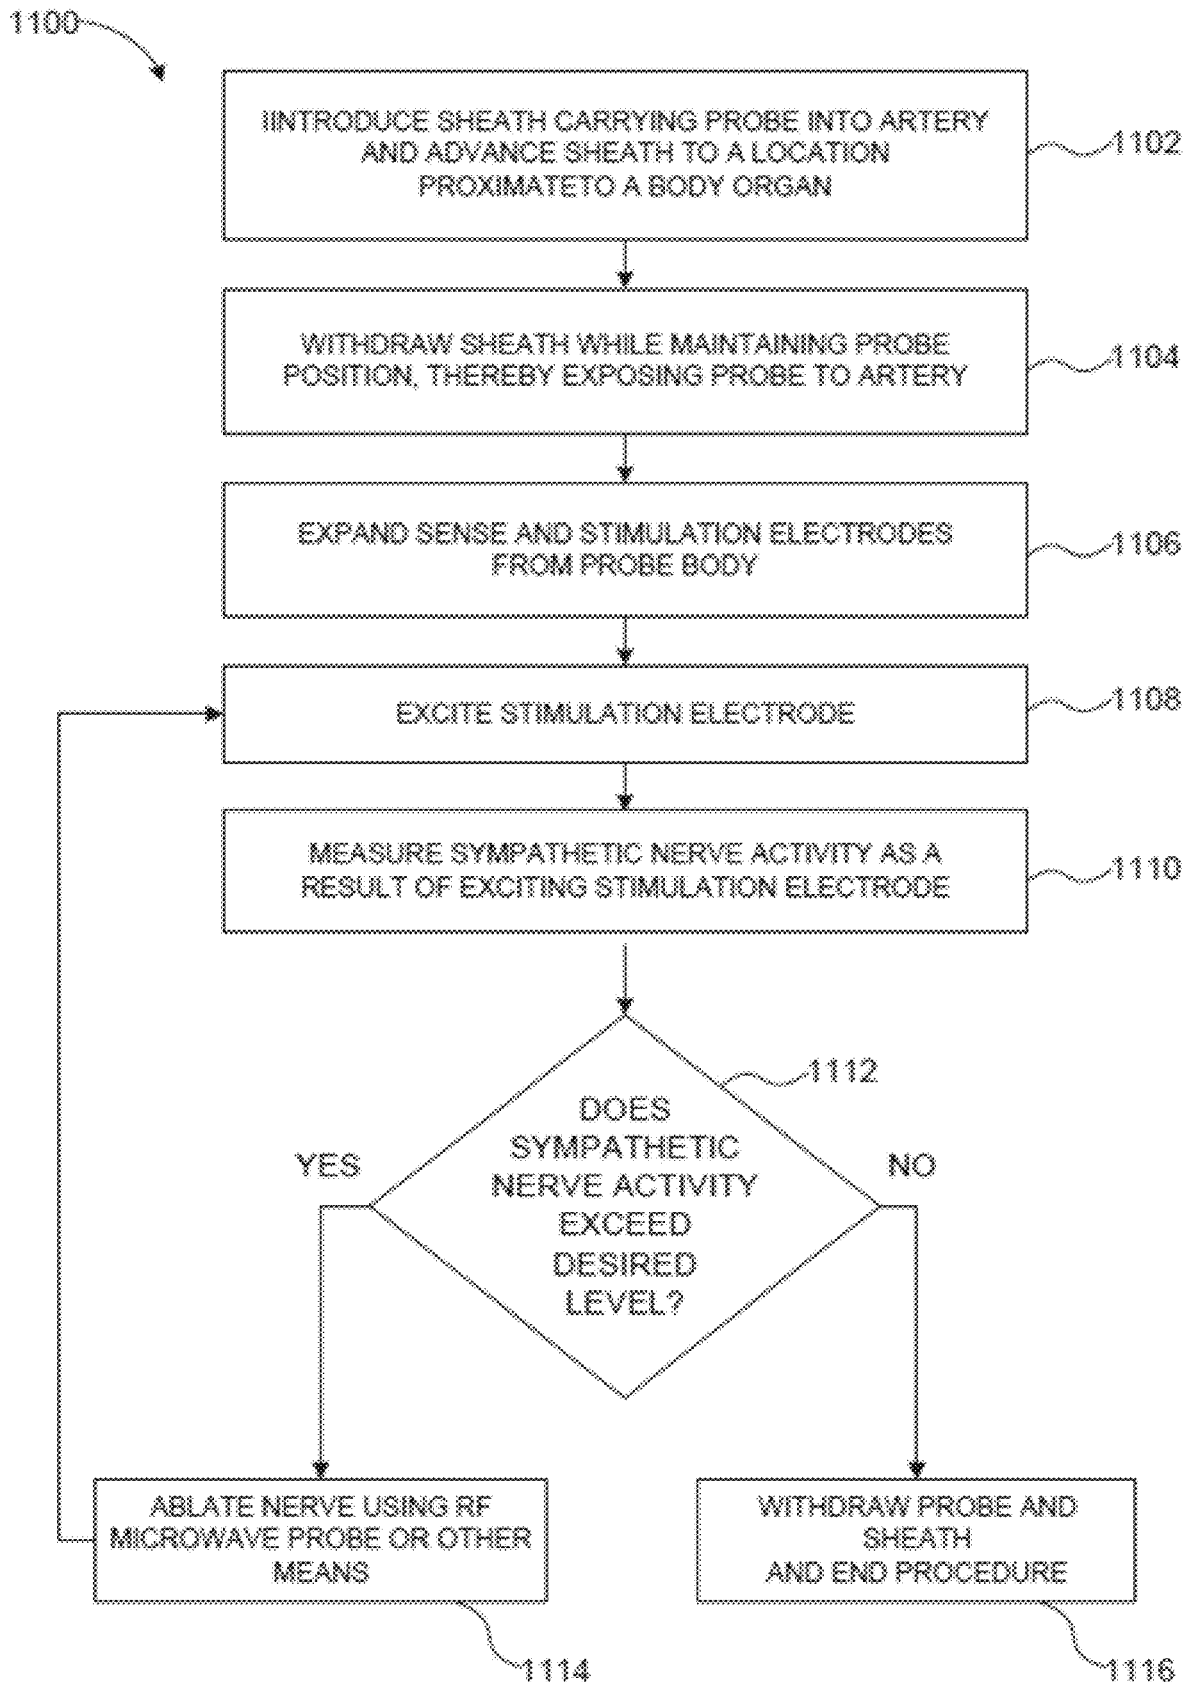 1100
IINTRODUCE SHEATH CARRYING PROBE INTO ARTERY
AND ADVANCE SHEATH TO A LOCATION
PROXIMATETO A BODY ORGAN
1102
WITHDRAW SHEATH WHILE MAINTAINING PROBE
POSITION, THEREBY EXPOSING PROBE TO ARTERY
1104
EXPAND SENSE AND STIMULATION ELECTRODES
FROM PROBE BODY
1106
EXCITE STIMULATION ELECTRODE
1108
MEASURE SYMPATHETIC NERVE ACTIVITY AS A
RESULT OF EXCITING STIMULATION ELECTRODE
1110
1112
DOES
SYMPATHETIC
NERVE ACTIVITY
EXCEED
DESIRED
LEVEL?
YES
NO
ABLATE NERVE USING RF
MICROWAVE PROBE OR OTHER
MEANS
1114
WITHDRAW PROBE AND
SHEATH
AND END PROCEDURE
1116